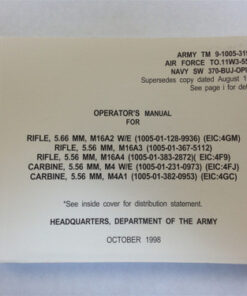 ARMY TM 9-1005-319
AIR FORCE TO.11W3-5
NAVY SW 370-BUJ-OP
Supersedes copy dated August 1
See page i for de
OPERATOR'S MANUAL
FOR
RIFLE, 5.66 MM, M16A2 W/E (1005-01-128-9936) (EIC:4GM)
RIFLE, 5.56 MM, M16A3 (1005-01-367-5112)
RIFLE, 5.56 MM, M16A4 (1005-01-383-2872)( EIC:4F9)
CARBINE, 5.56 MM, M4 W/E (1005-01-231-0973) (EIC:4FJ)
CARBINE, 5.56 MM, M4A1 (1005-01-382-0953) (EIC:4GC)
*See inside cover for distribution statement.
HEADQUARTERS, DEPARTMENT OF THE ARMY
OCTOBER 1998